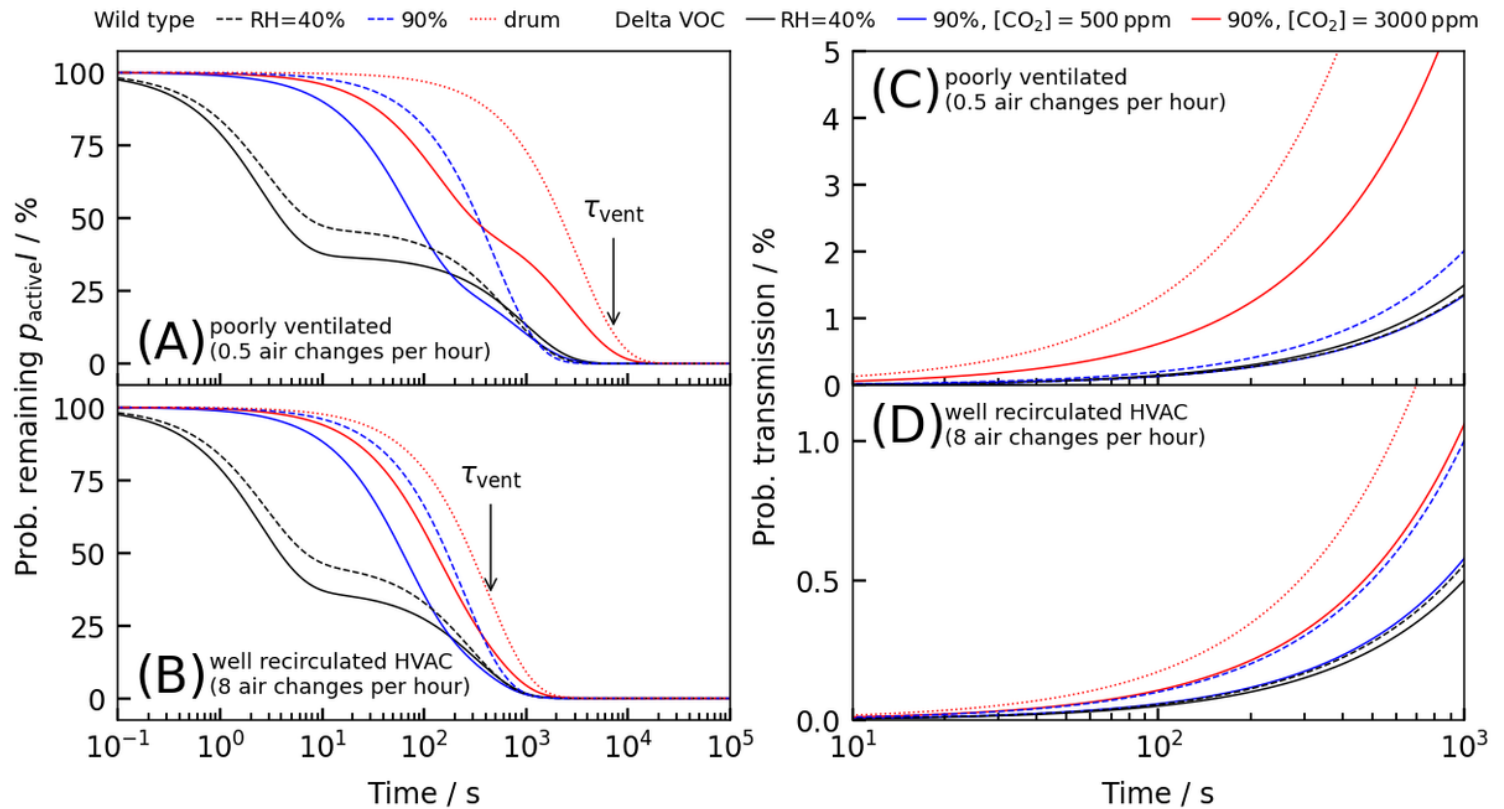 Wild type RH=40% 90% drum Delta VOC RH=40% 90%, [CO₂] = 500 ppm 90%, [CO₂] = 3000 ppm
Prob. remaining p_active / %
100
75
50
25
0
τ_vent
(A) poorly ventilated
(0.5 air changes per hour)
100
75
50
25
0
τ_vent
(B) well recirculated HVAC
(8 air changes per hour)
10⁻¹ 10⁰ 10¹ 10² 10³ 10⁴ 10⁵
Time / s
Prob. transmission / %
5
4
3
2
1
0
(C) poorly ventilated
(0.5 air changes per hour)
1.0
0.5
0.0
(D) well recirculated HVAC
(8 air changes per hour)
10¹ 10² 10³
Time / s